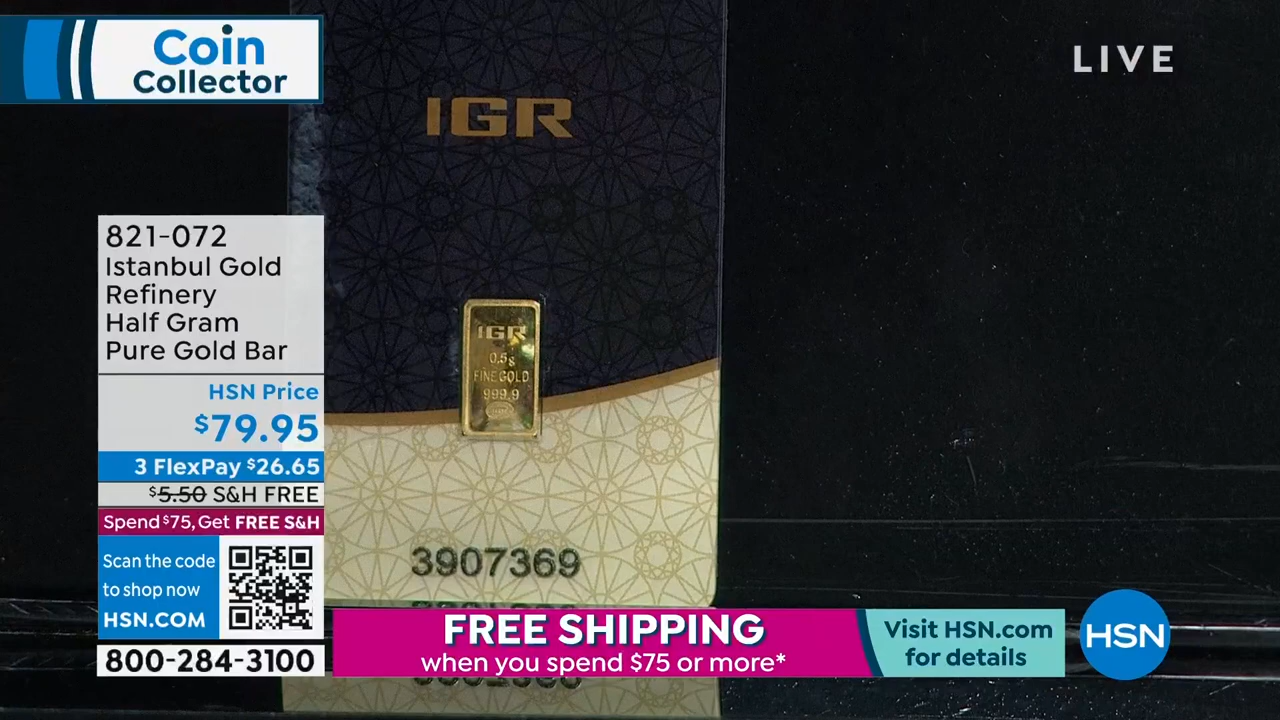 Coin
Collector
LIVE
IGR
821-072
Istanbul Gold
Refinery
Half Gram
Pure Gold Bar
HSN Price
$79.95
3 FlexPay $26.65
$5.50 S&H FREE
Spend $75, Get FREE S&H
Scan the code
to shop now
HSN.COM
800-284-3100
IGR
0.5g
FINE GOLD
999.9
3907369
FREE SHIPPING
when you spend $75 or more*
Visit HSN.com
for details
HSN